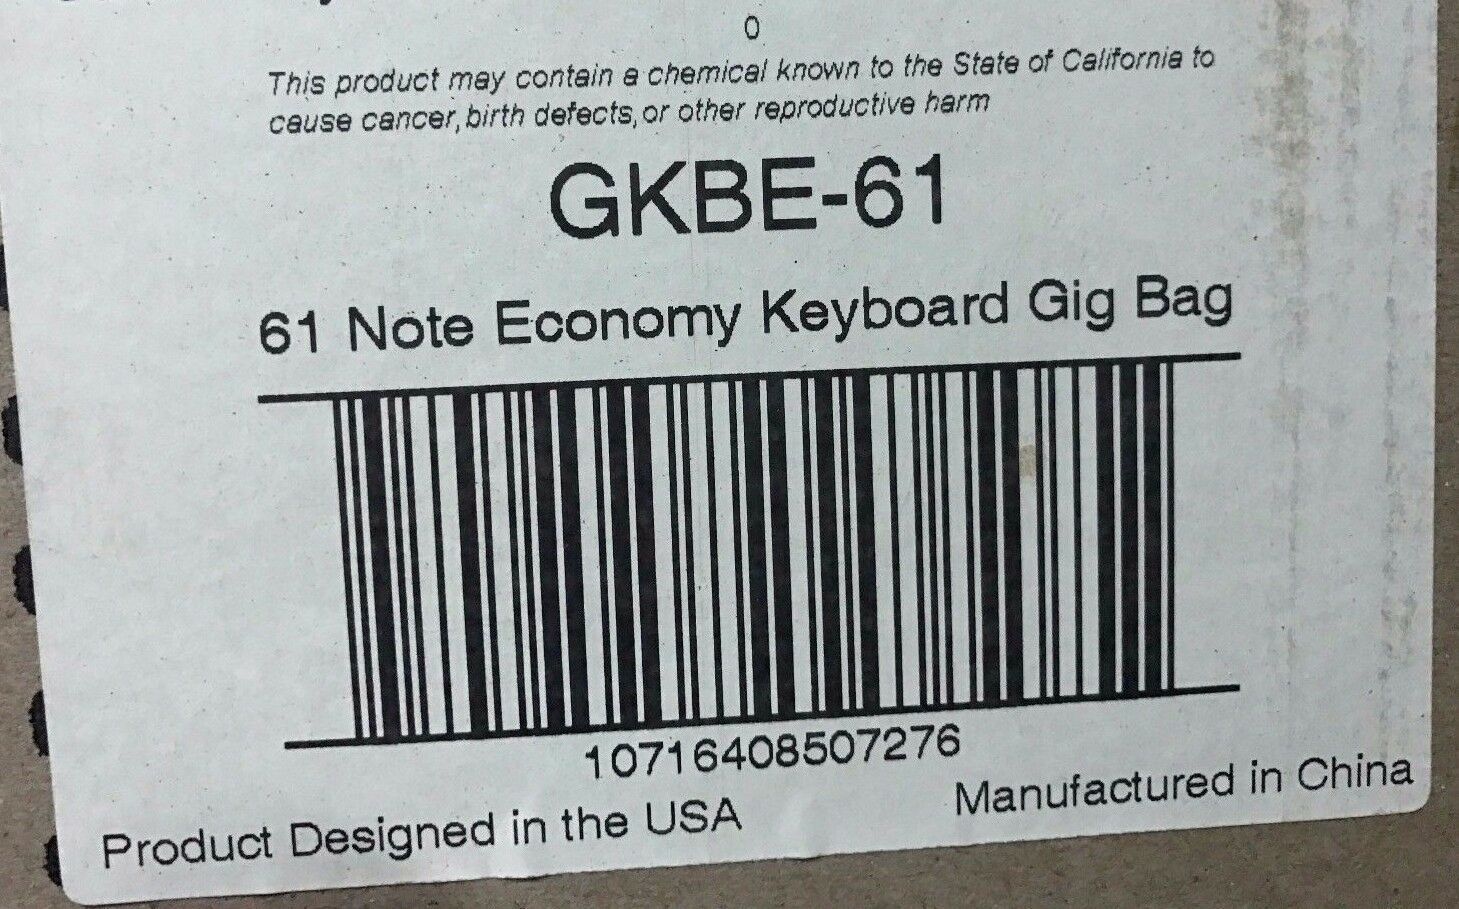 0
This product may contain a chemical known to the State of California to
cause cancer, birth defects, or other reproductive harm
GKBE-61
61 Note Economy Keyboard Gig Bag
10716408507276
Product Designed in the USA
Manufactured in China